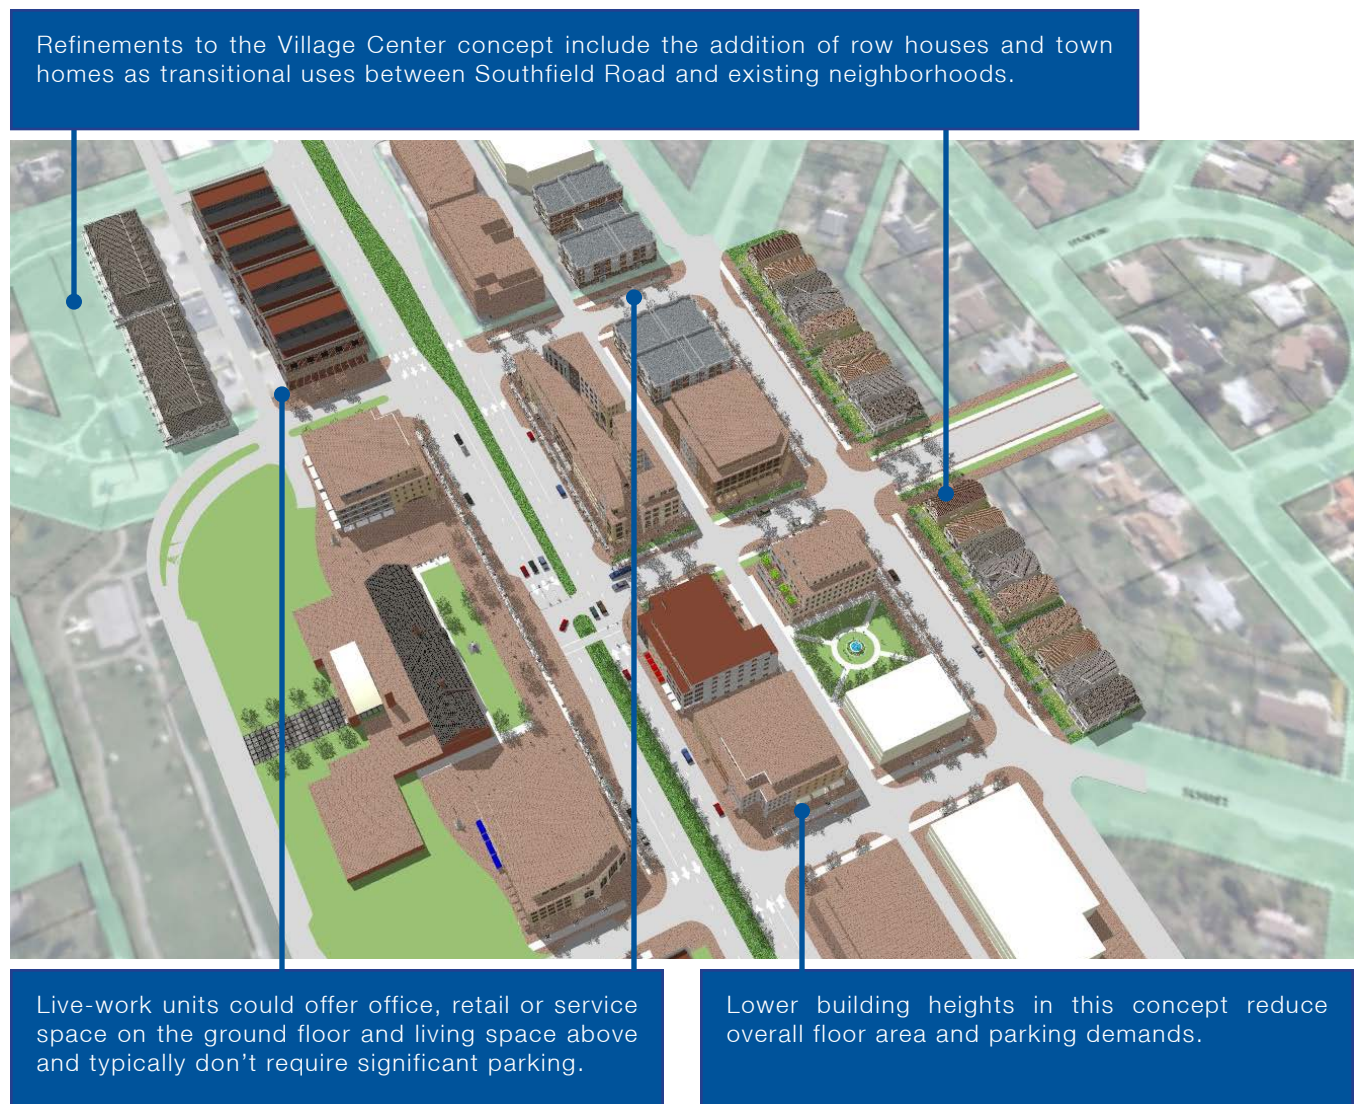 Refinements to the Village Center concept include the addition of row houses and town
homes as transitional uses between Southfield Road and existing neighborhoods.
Live-work units could offer office, retail or service
space on the ground floor and living space above
and typically don’t require significant parking.
Lower building heights in this concept reduce
overall floor area and parking demands.